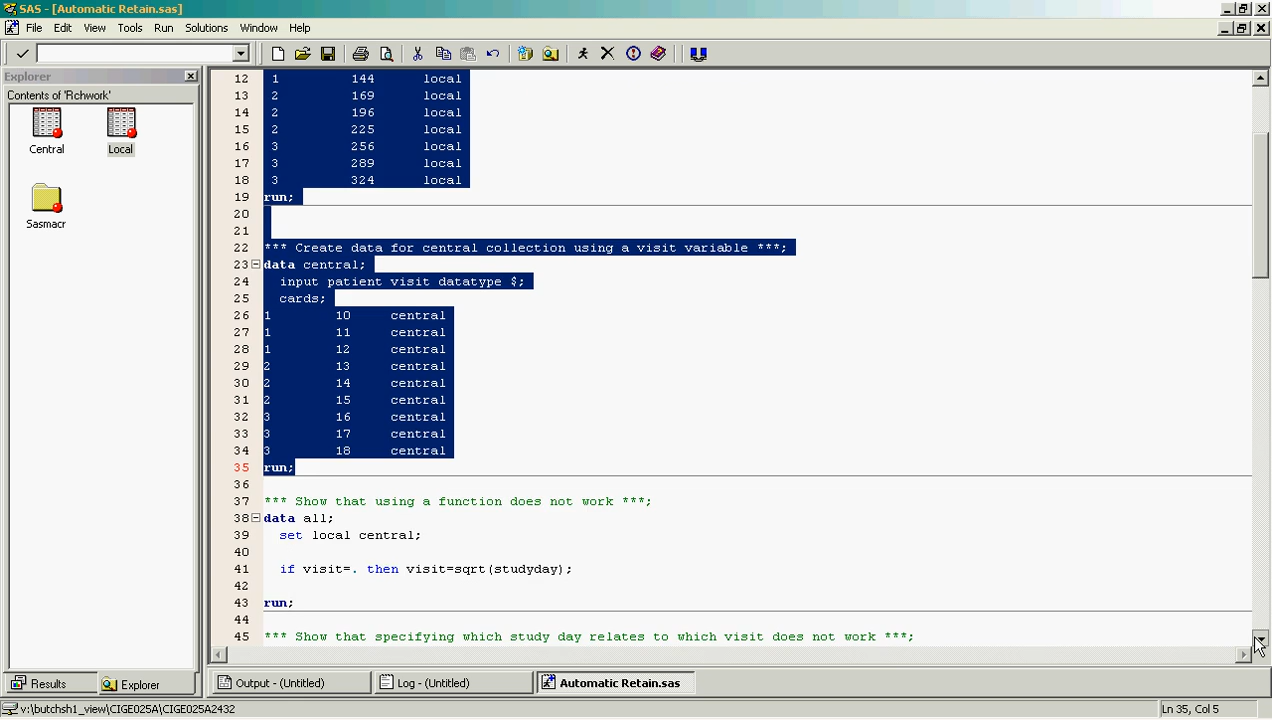 SAS - [Automatic Retain.sas]
File Edit View Tools Run Solutions Window Help
Explorer
Contents of 'Rchwork'
Central Local
Sasmacr
12 1 144 local
13 2 169 local
14 2 196 local
15 2 225 local
16 3 256 local
17 3 289 local
18 3 324 local
19 run;
20
21
22 *** Create data for central collection using a visit variable ***;
23 data central;
24 input patient visit datatype $;
25 cards;
26 1 10 central
27 1 11 central
28 1 12 central
29 2 13 central
30 2 14 central
31 2 15 central
32 3 16 central
33 3 17 central
34 3 18 central
35 run;
36
37 *** Show that using a function does not work ***;
38 data all;
39 set local central;
40
41 if visit=. then visit=sqrt(studyday);
42
43 run;
44
45 *** Show that specifying which study day relates to which visit does not work ***;
Results Explorer Output - (Untitled) Log - (Untitled) Automatic Retain.sas
v:\butchsh1_view\CIGE025A\CIGE025A2432 Ln 35, Col 5